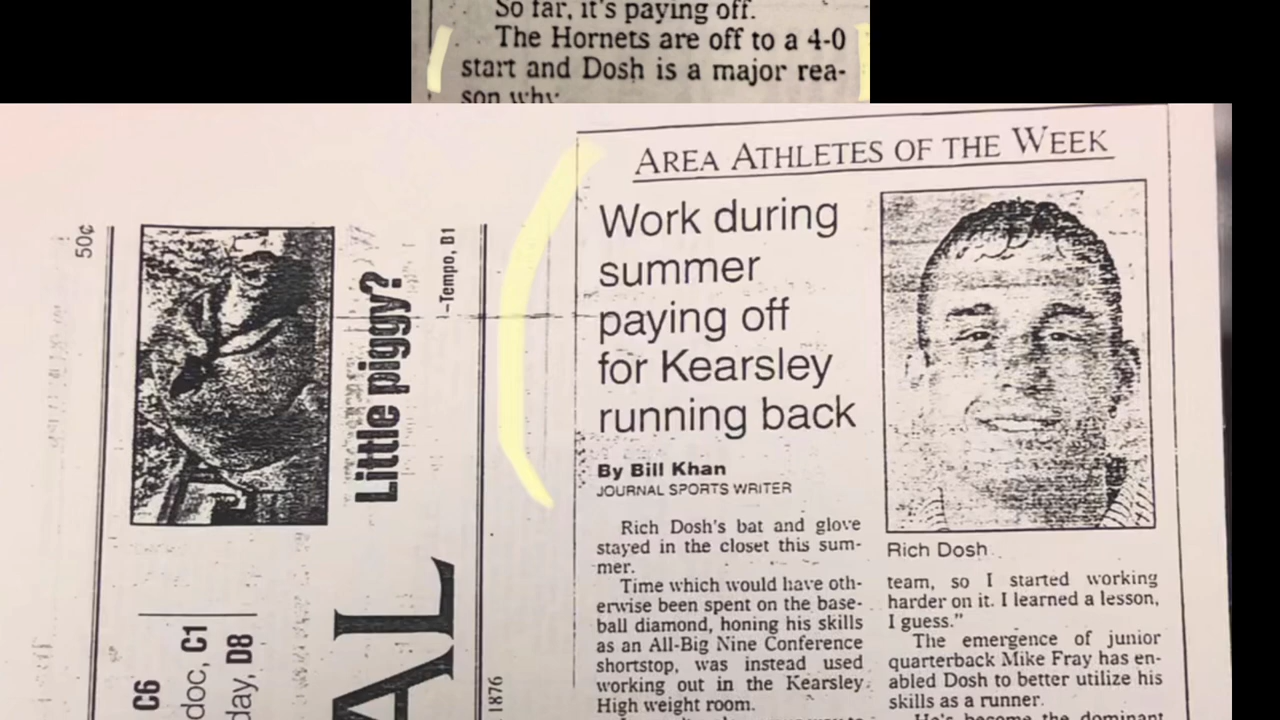 So far, it's paying off.
The Hornets are off to a 4-0
start and Dosh is a major rea-
son why.
AREA ATHLETES OF THE WEEK
Work during
summer
paying off
for Kearsley
running back
By Bill Khan
JOURNAL SPORTS WRITER
Rich Dosh's bat and glove
stayed in the closet this sum-
mer.
Time which would have oth-
erwise been spent on the base-
ball diamond, honing his skills
as an All-Big Nine Conference
shortstop, was instead used
working out in the Kearsley
High weight room.
Rich Dosh
team, so I started working
harder on it. I learned a lesson,
I guess."
The emergence of junior
quarterback Mike Fray has en-
abled Dosh to better utilize his
skills as a runner.
He's become the dominant
50¢
Little piggy?
–Tempo, D1
C6
doc, C1
day, D8
AL
1876